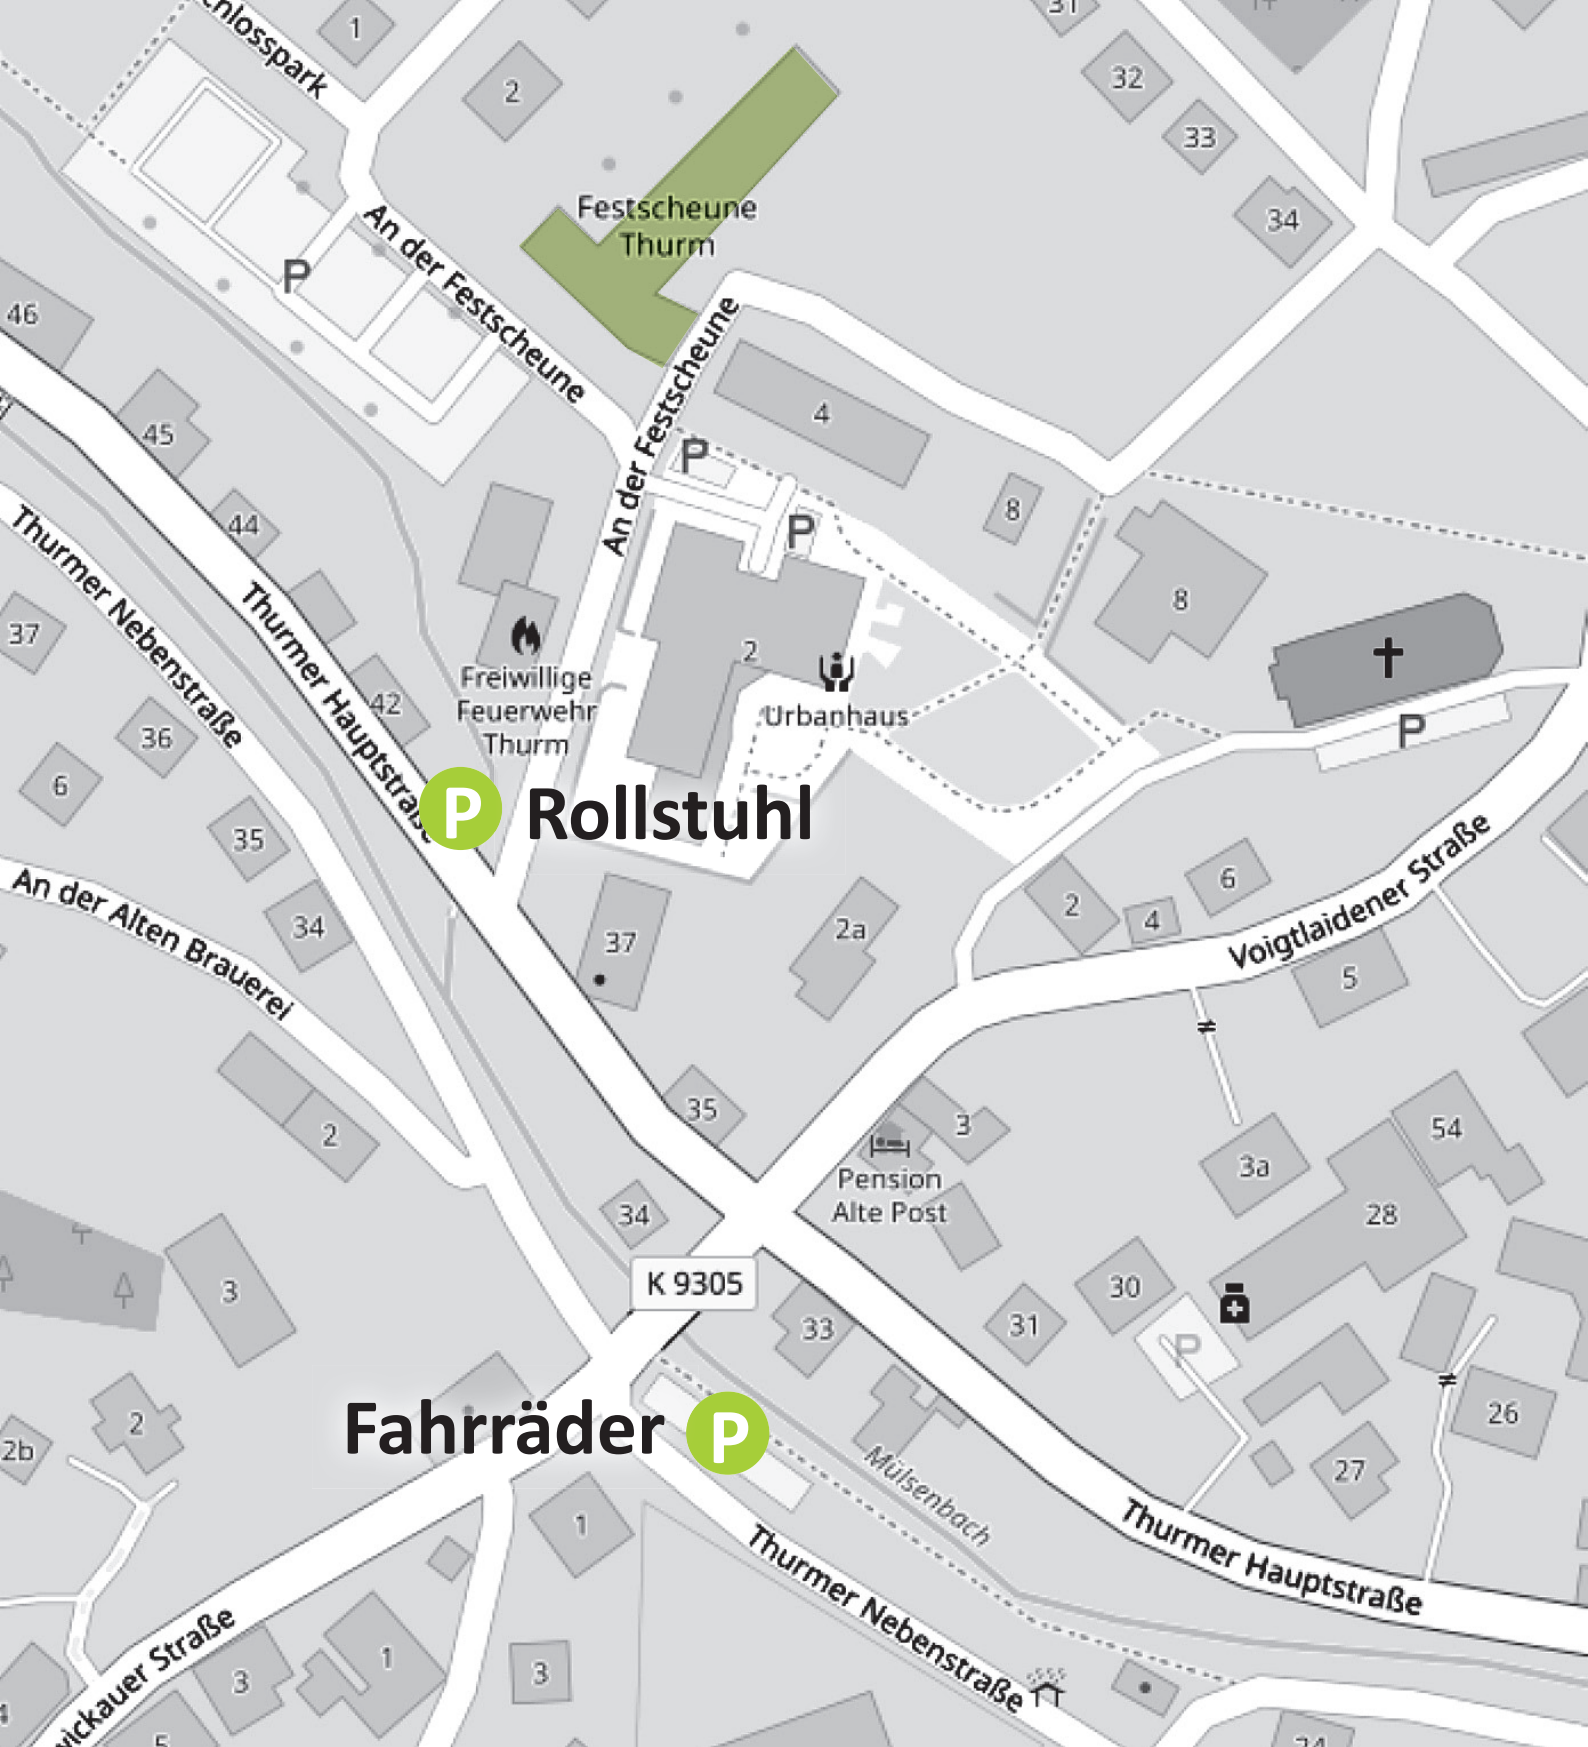 1
31
2
32
33
Festscheune
Thurm
34
An der Festscheune
P
46
An der Festscheune
45
4
P
44
8
P
Thurmer Nebenstraße
Thurmer Hauptstraße
8
37
2
Freiwillige
Feuerwehr
Thurm
42
Urbanhaus
P
36
6
P Rollstuhl
35
Voigtlaidener Straße
An der Alten Brauerei
34
37
2a
2
4
6
5
35
2
3
Pension
Alte Post
54
3a
28
34
K 9305
3
33
31
30
P
2
2b
Fahrräder P
26
27
Mülsenbach
1
Thurmer Hauptstraße
Thurmer Nebenstraße
3
1
3